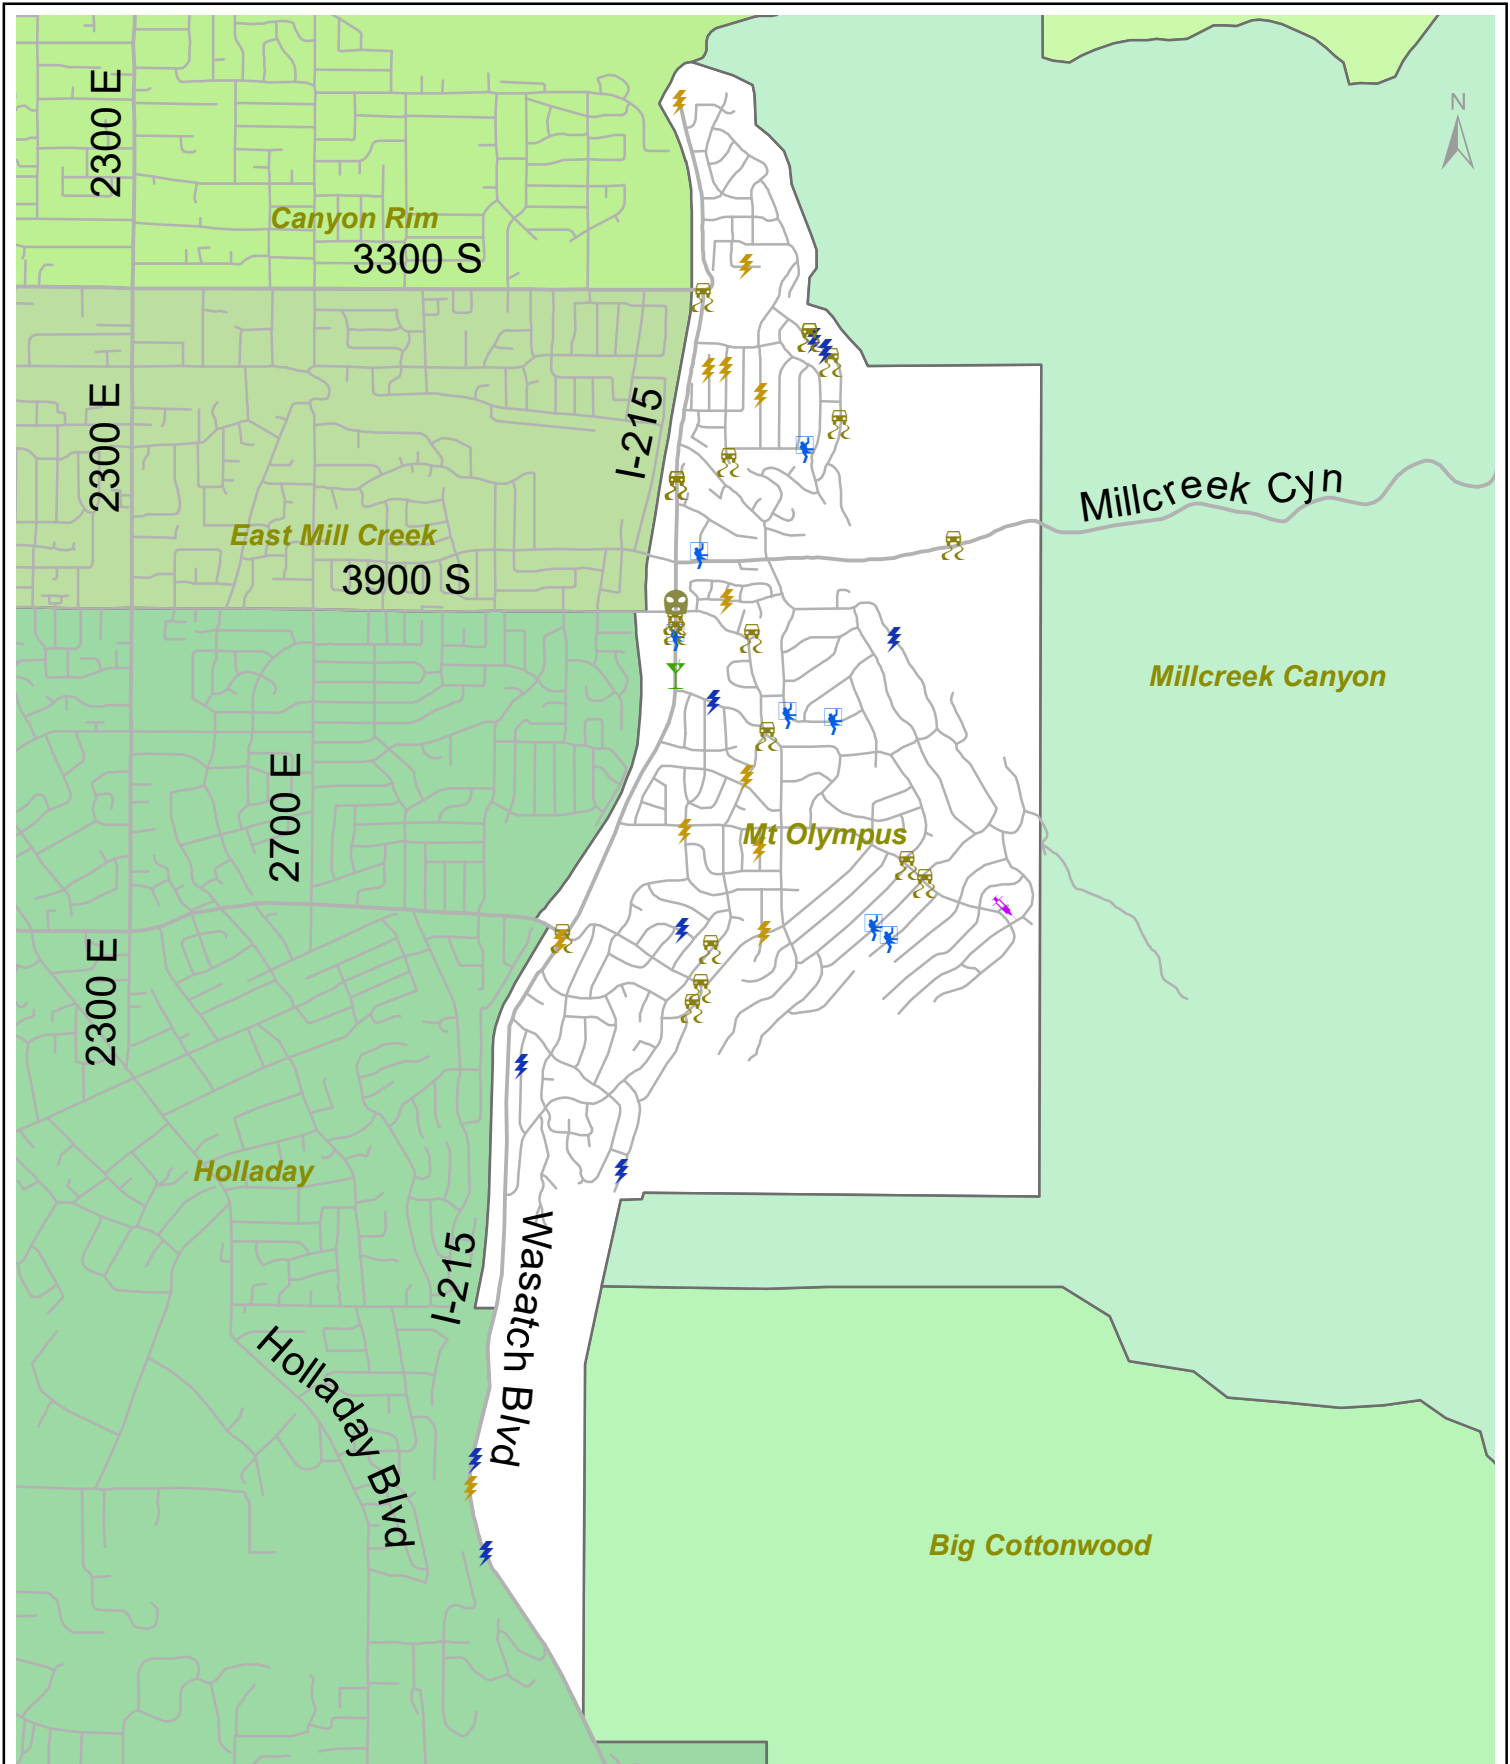 N
2300 E
Canyon Rim
3300 S
2300 E
I-215
Millcreek Cyn
East Mill Creek
3900 S
Millcreek Canyon
2700 E
Mt Olympus
2300 E
Holladay
I-215
Wasatch Blvd
Holladay Blvd
Big Cottonwood